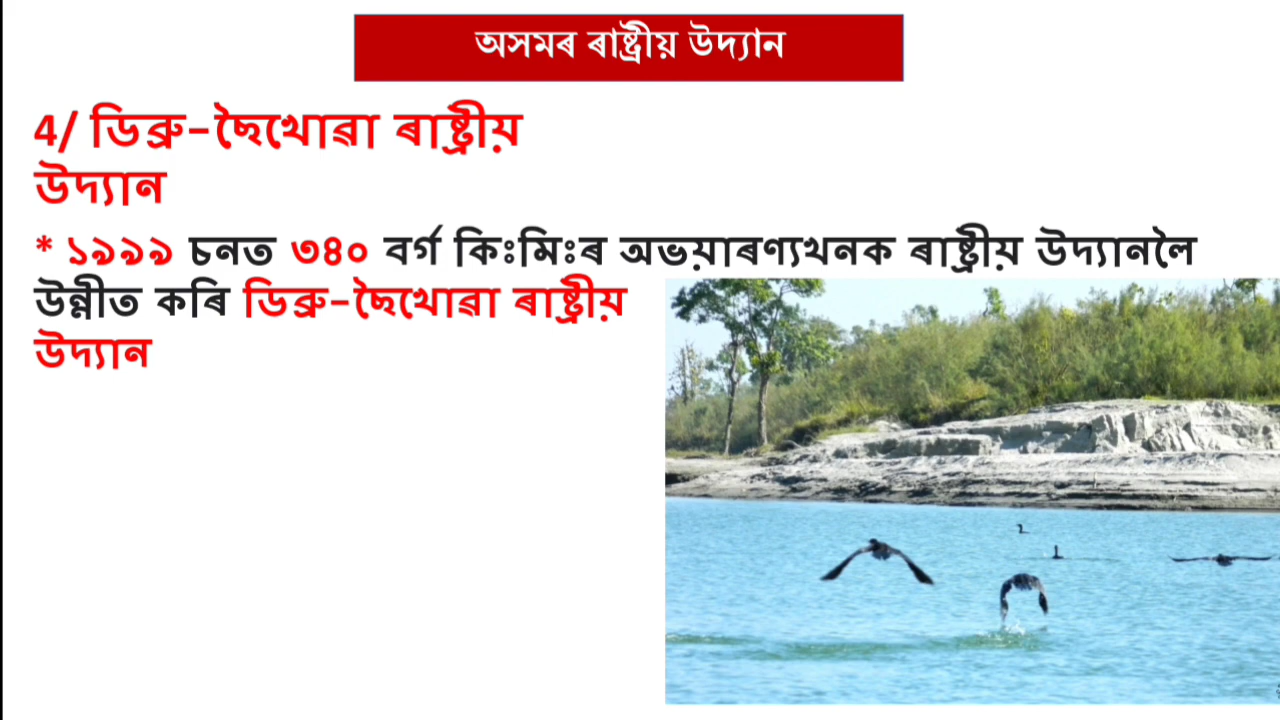 অসমৰ ৰাষ্ট্ৰীয় উদ্যান
4/ ডিব্ৰু-ছৈখোৱা ৰাষ্ট্ৰীয়
উদ্যান
* ১৯৯৯ চনত ৩৪০ বৰ্গ কিঃমিঃৰ অভয়াৰণ্যখনক ৰাষ্ট্ৰীয় উদ্যানলৈ
উন্নীত কৰি ডিব্ৰু-ছৈখোৱা ৰাষ্ট্ৰীয়
উদ্যান